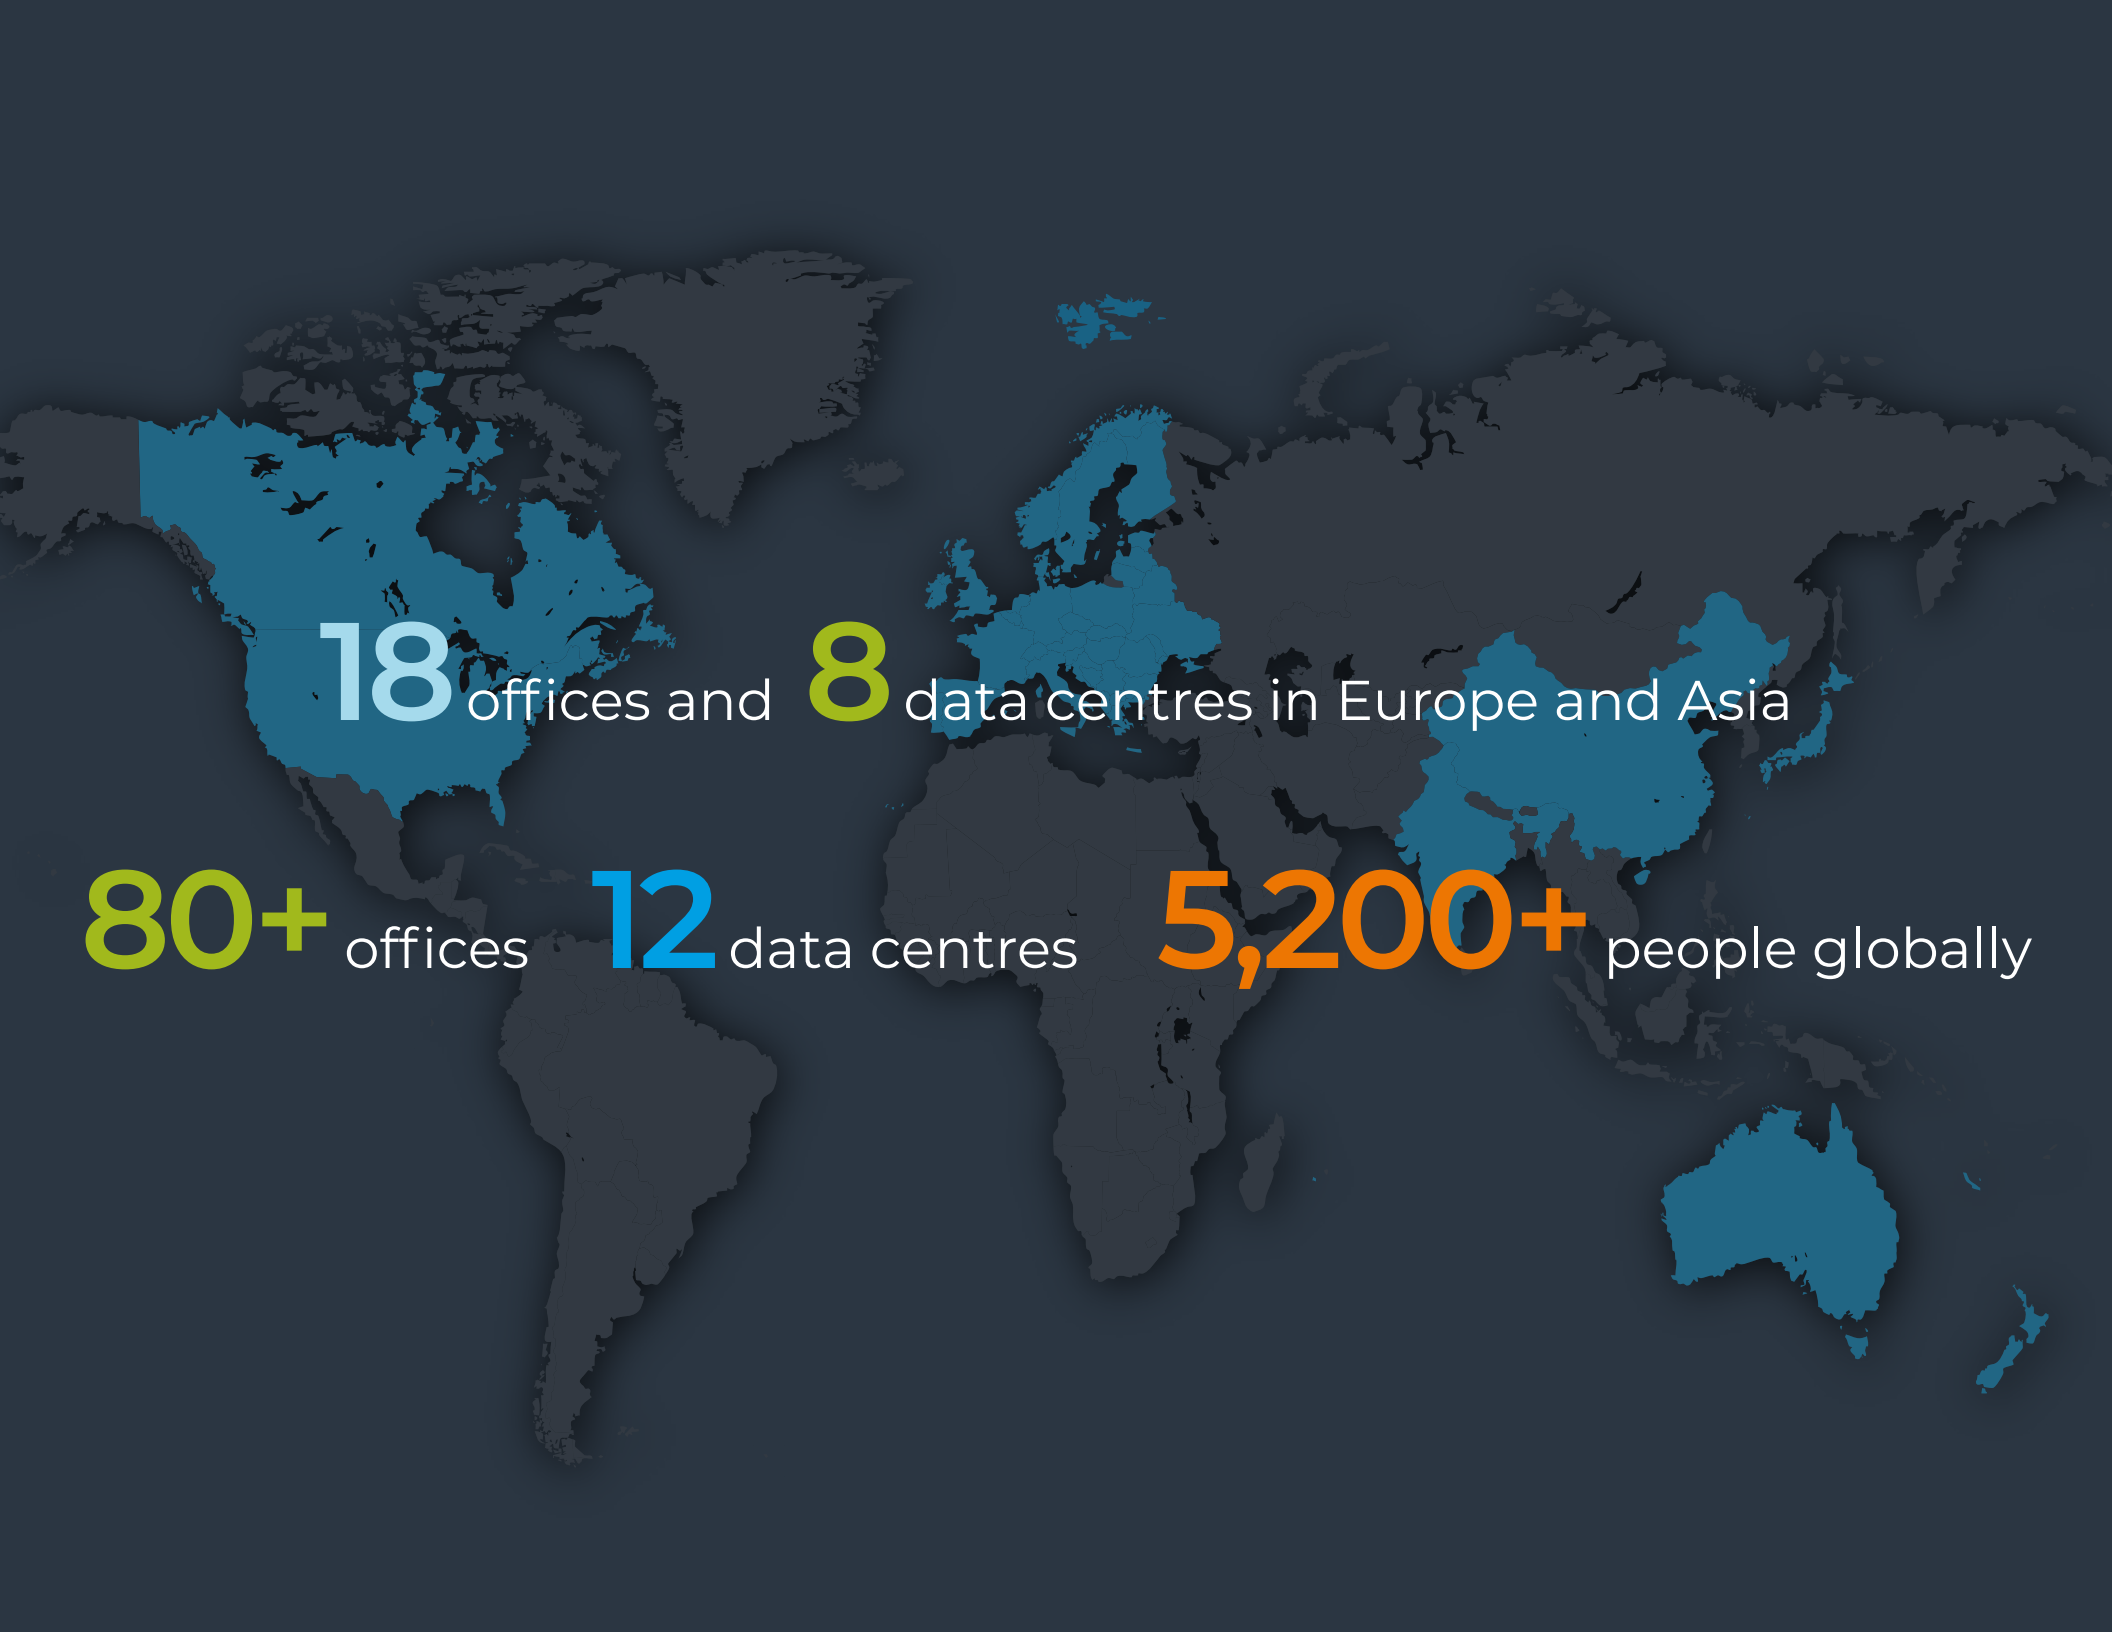 18 offices and 8 data centres in Europe and Asia
80+ offices 12 data centres 5,200+ people globally